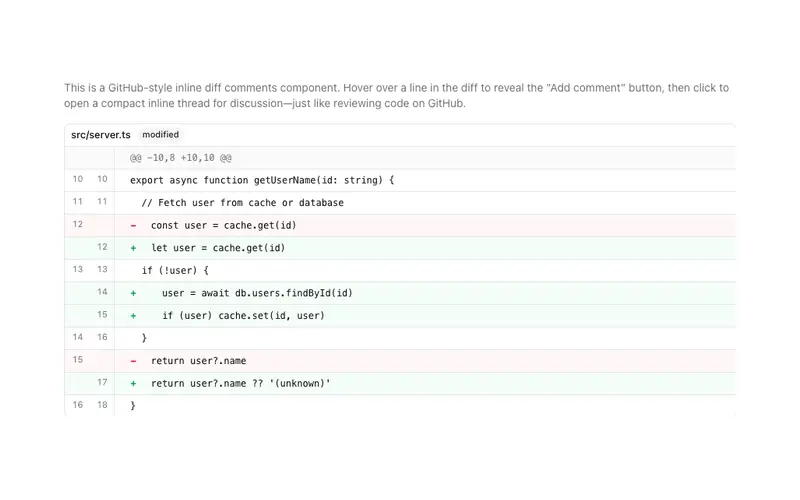 This is a GitHub-style inline diff comments component. Hover over a line in the diff to reveal the "Add comment" button, then click to
open a compact inline thread for discussion—just like reviewing code on GitHub.
src/server.ts modified
@@ -10,8 +10,10 @@
10 10 export async function getUserName(id: string) {
11 11 // Fetch user from cache or database
12 - const user = cache.get(id)
12 + let user = cache.get(id)
13 13 if (!user) {
14 + user = await db.users.findById(id)
15 + if (user) cache.set(id, user)
14 16 }
15 - return user?.name
17 + return user?.name ?? '(unknown)'
16 18 }